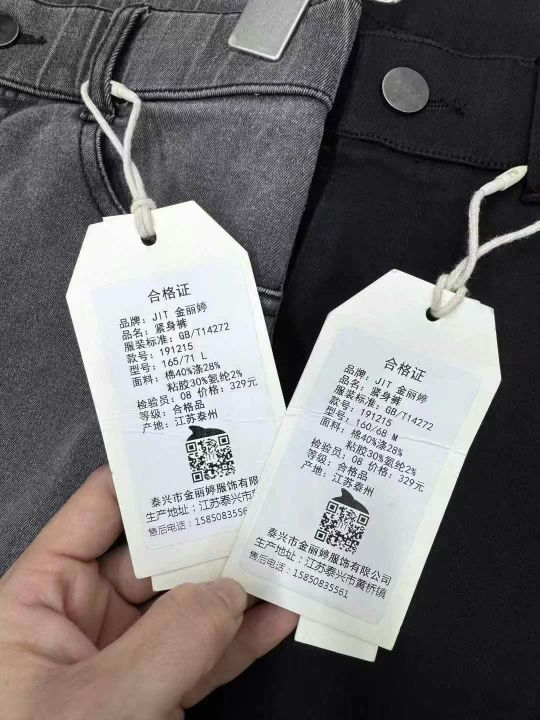 合格证
品牌：JIT 金丽婷
品名：紧身裤
服装标准：GB/T14272
款号：191215
型号：165/71 L
面料：棉40%涤28%
粘胶30%氨纶2%
检验员：08 价格：329元
等级：合格品
产地：江苏泰州
泰兴市金丽婷服饰有限
生产地址：江苏泰兴市黄
售后电话：15850835561
合格证
品牌：JIT 金丽婷
品名：紧身裤
服装标准：GB/T14272
款号：191215
型号：160/68 M
面料：棉40%涤28%
粘胶30%氨纶2%
检验员：08 价格：329元
等级：合格品
产地：江苏泰州
泰兴市金丽婷服饰有限公司
生产地址：江苏泰兴市黄桥镇
售后电话：15850835561